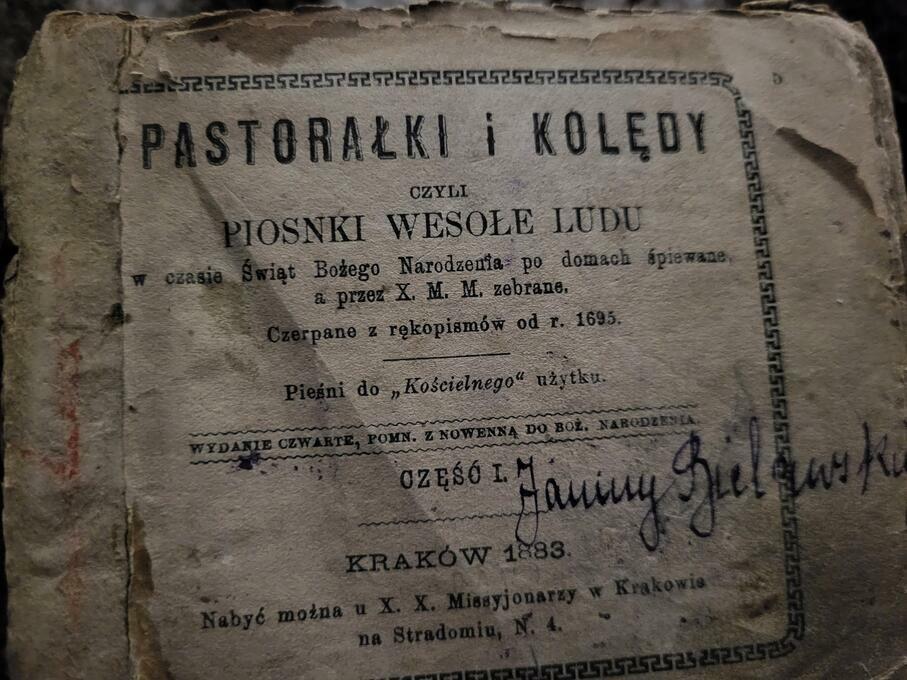 PASTORAŁKI i KOLĘDY
CZYLI
PIOSNKI WESOŁE LUDU
w czasie Świąt Bożego Narodzenia po domach śpiewane,
a przez X. M. M. zebrane.
Czerpane z rękopismów od r. 1695.
Pieśni do „Kościelnego“ użytku.
WYDANIE CZWARTE, POMN. Z NOWENNĄ DO BOŻ. NARODZENIA.
CZĘŚĆ I.
Janiny
KRAKÓW 1883.
Nabyć można u X. X. Missyjonarzy w Krakowie
na Stradomiu, N. 4.